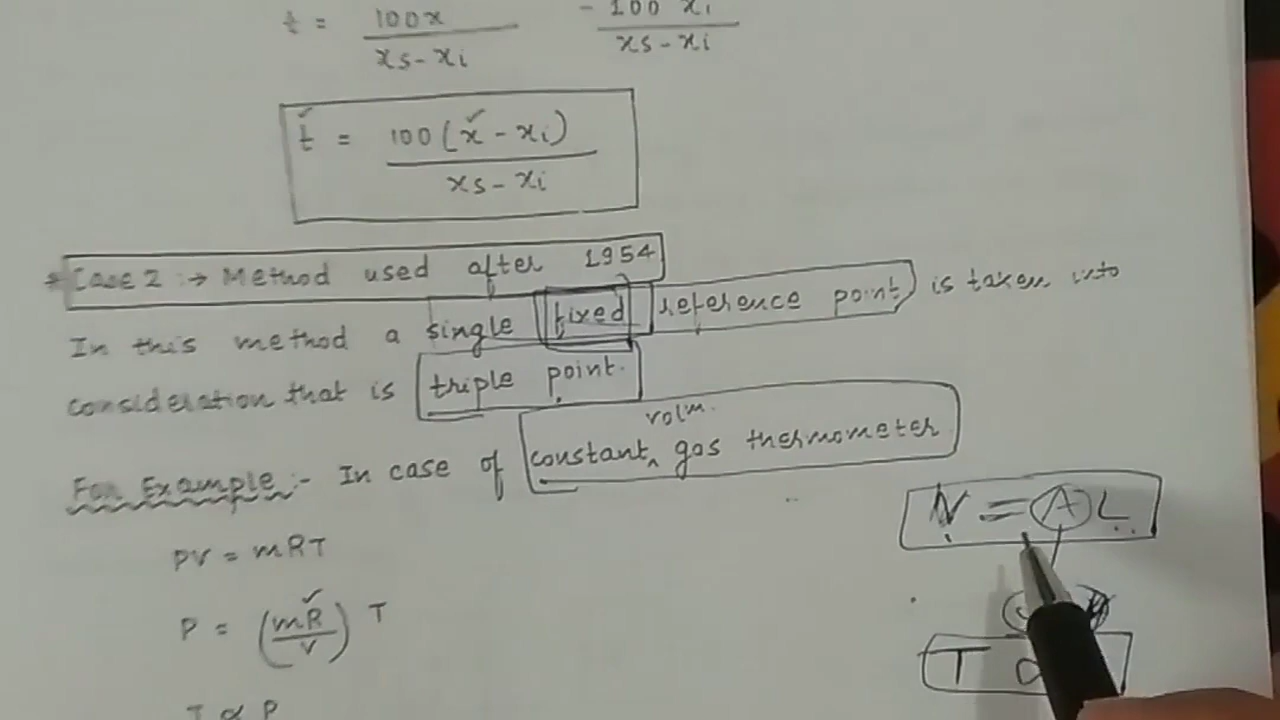 t = 100x / xs - xi - 100 xi / xs - xi
t = 100(x - xi) / xs - xi
* Case 2 :→ Method used after 1954
In this method a single fixed reference point is taken into
consideration that is triple point.
For Example :- In case of constant volm. gas thermometer
N = AL
PV = mRT
P = (mR/V) T
T
T ∝ P